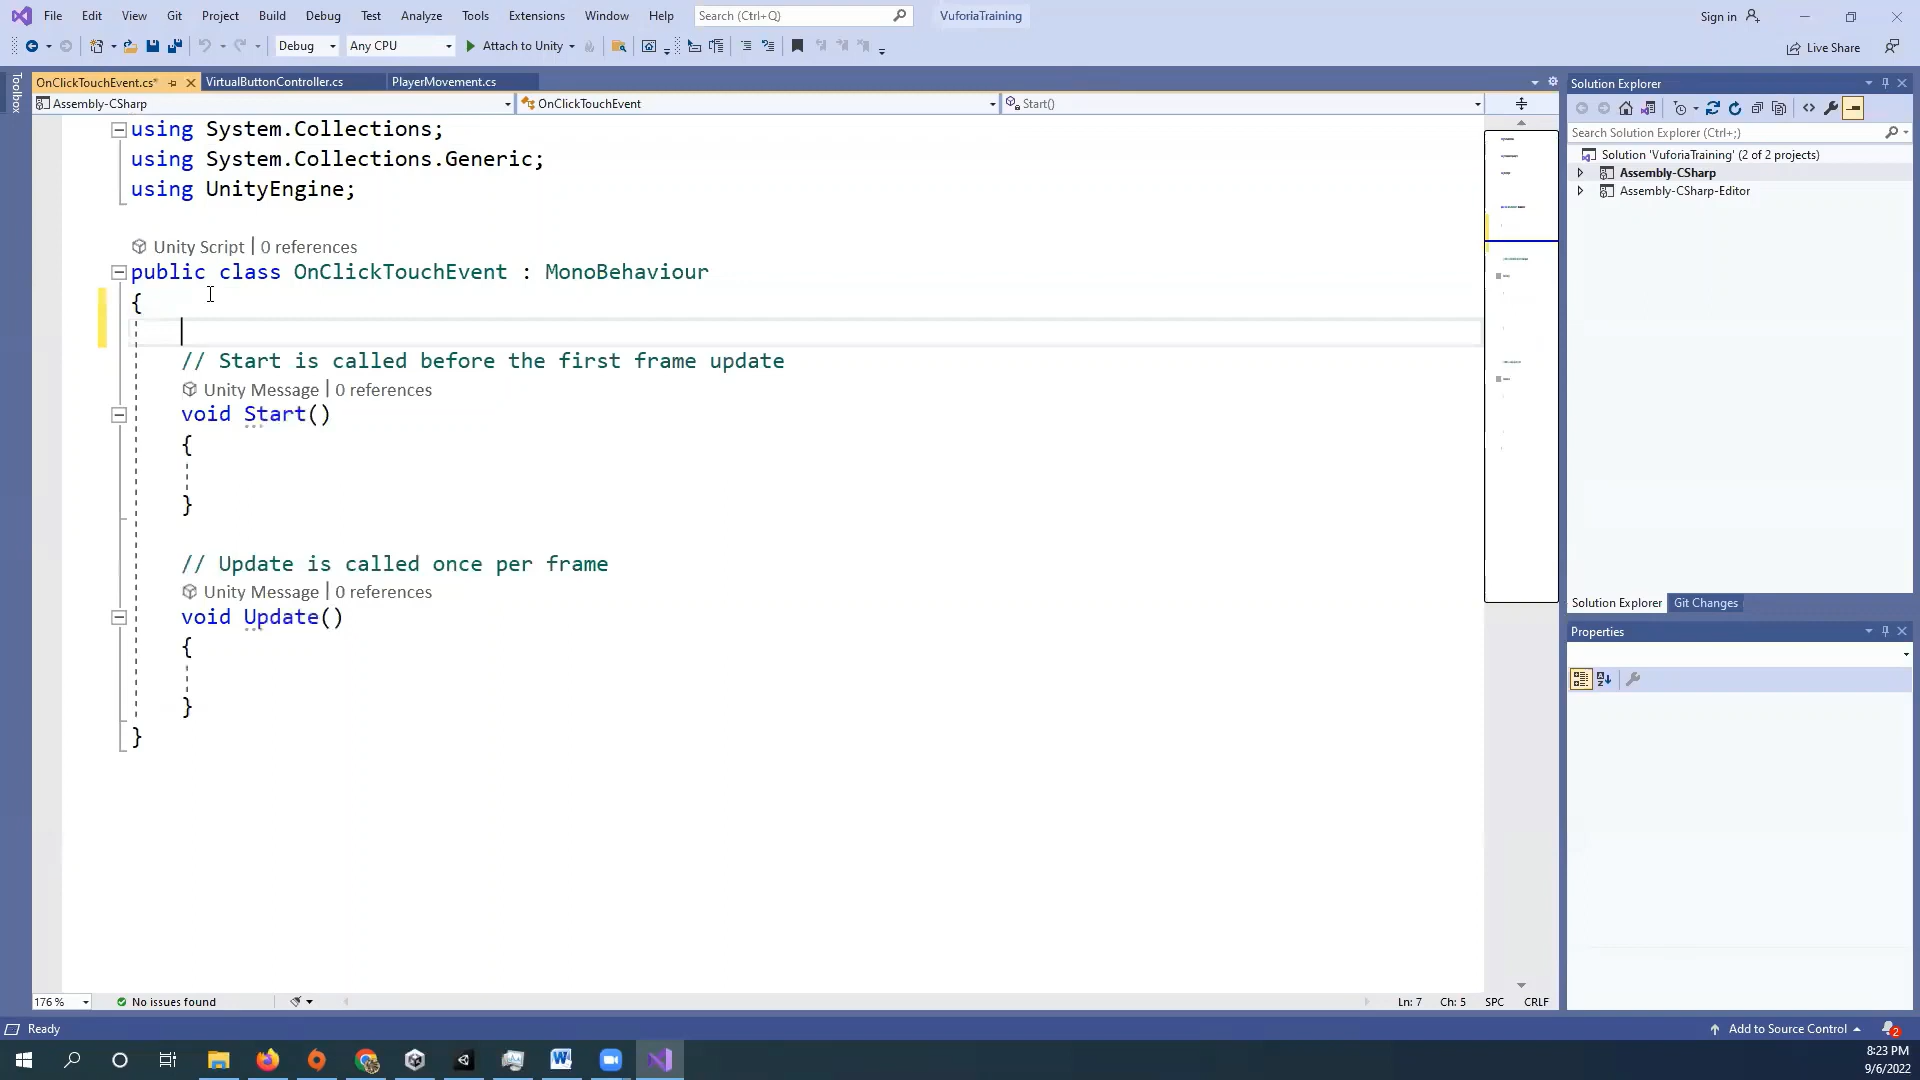 File Edit View Git Project Build Debug Test Analyze Tools Extensions Window Help Search (Ctrl+Q) VuforiaTraining Sign in
Debug Any CPU Attach to Unity Live Share
Toolbox
OnClickTouchEvent.cs* VirtualButtonController.cs PlayerMovement.cs
Assembly-CSharp OnClickTouchEvent Start()
using System.Collections;
using System.Collections.Generic;
using UnityEngine;
Unity Script | 0 references
public class OnClickTouchEvent : MonoBehaviour
{
// Start is called before the first frame update
Unity Message | 0 references
void Start()
{
}
// Update is called once per frame
Unity Message | 0 references
void Update()
{
}
}
176 % No issues found Ln: 7 Ch: 5 SPC CRLF
Solution Explorer
Search Solution Explorer (Ctrl+;)
Solution 'VuforiaTraining' (2 of 2 projects)
Assembly-CSharp
Assembly-CSharp-Editor
Solution Explorer Git Changes
Properties
Ready Add to Source Control 2
8:23 PM
9/6/2022